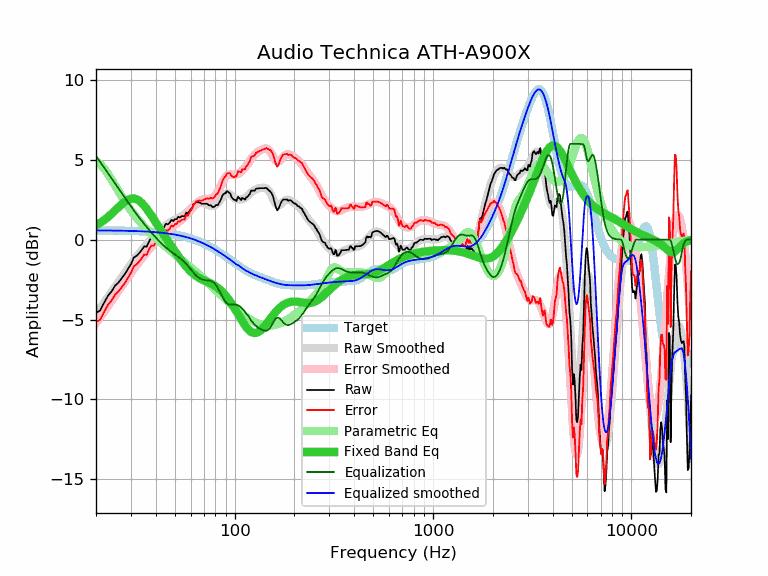 Audio Technica ATH-A900X
Amplitude (dBr)
10
5
0
−5
−10
−15
Target
Raw Smoothed
Error Smoothed
Raw
Error
Parametric Eq
Fixed Band Eq
Equalization
Equalized smoothed
100
1000
10000
Frequency (Hz)